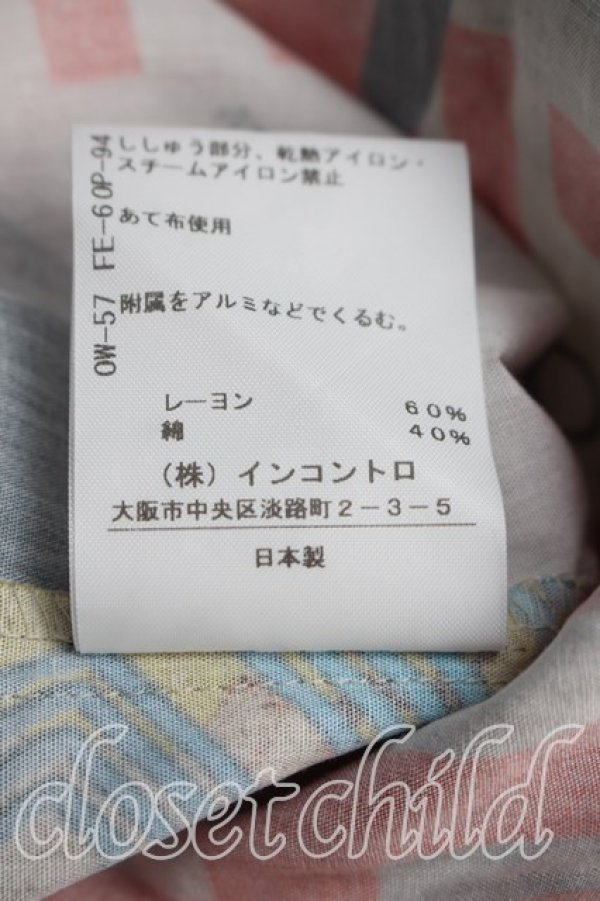 ししゅう部分、乾熱アイロン・
スチームアイロン禁止
あて布使用
附属をアルミなどでくるむ。
レーヨン 60%
綿 40%
(株) インコントロ
大阪市中央区淡路町2-3-5
日本製
OW-57 FE-60P-94
closet child